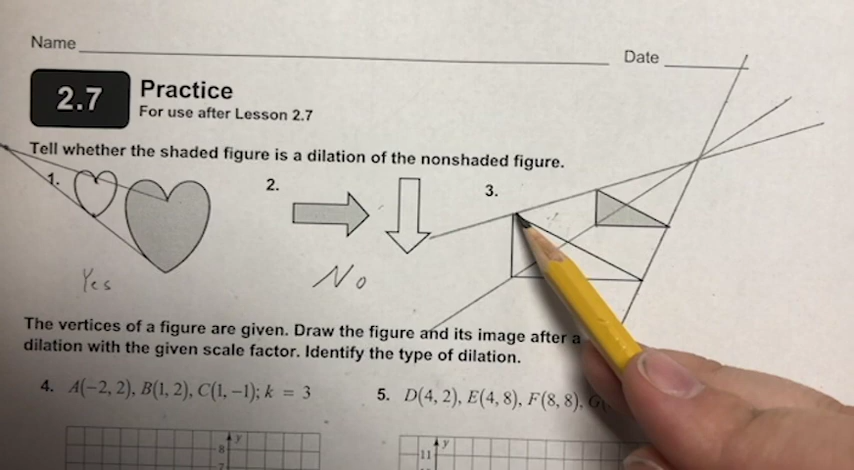 Name Date
2.7 Practice
For use after Lesson 2.7
Tell whether the shaded figure is a dilation of the nonshaded figure.
1. 2. 3.
Yes No
The vertices of a figure are given. Draw the figure and its image after a
dilation with the given scale factor. Identify the type of dilation.
4. A(−2, 2), B(1, 2), C(1, −1); k = 3 5. D(4, 2), E(4, 8), F(8, 8),
8 y 11 y
7